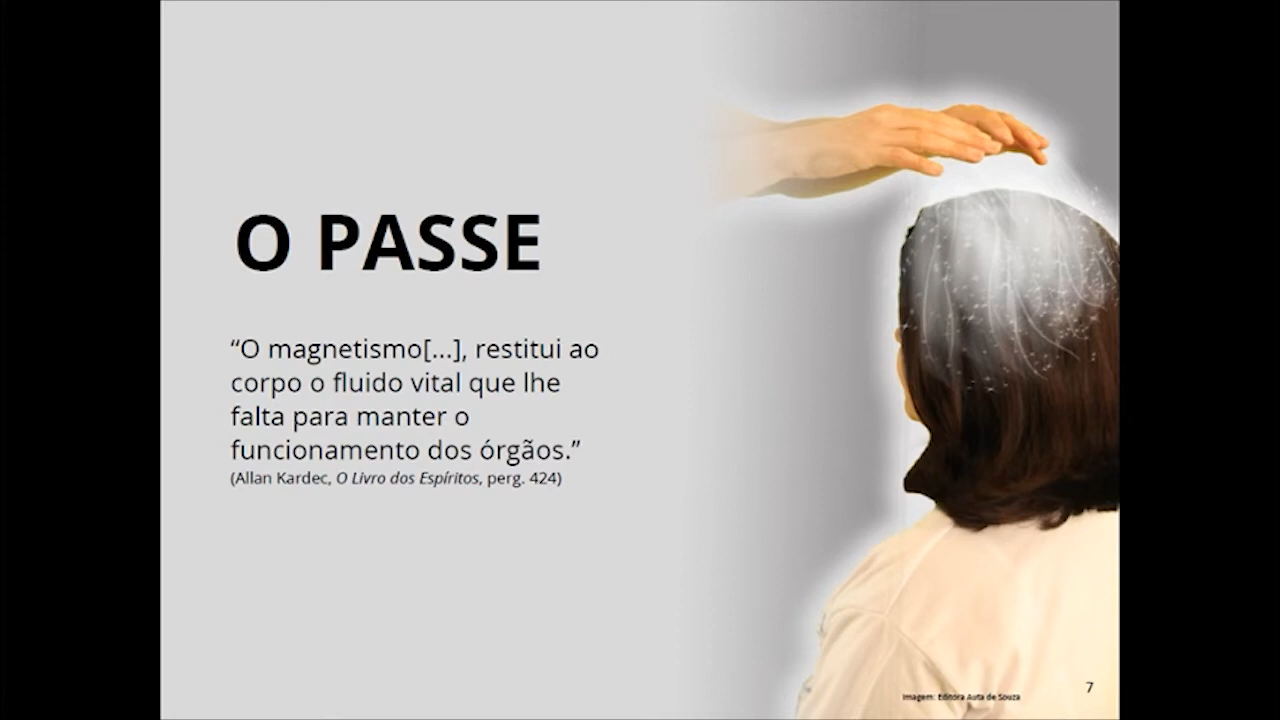 O PASSE
“O magnetismo[...], restitui ao
corpo o fluido vital que lhe
falta para manter o
funcionamento dos órgãos.”
(Allan Kardec, O Livro dos Espíritos, perg. 424)
Imagem: Editora Auta de Souza
7